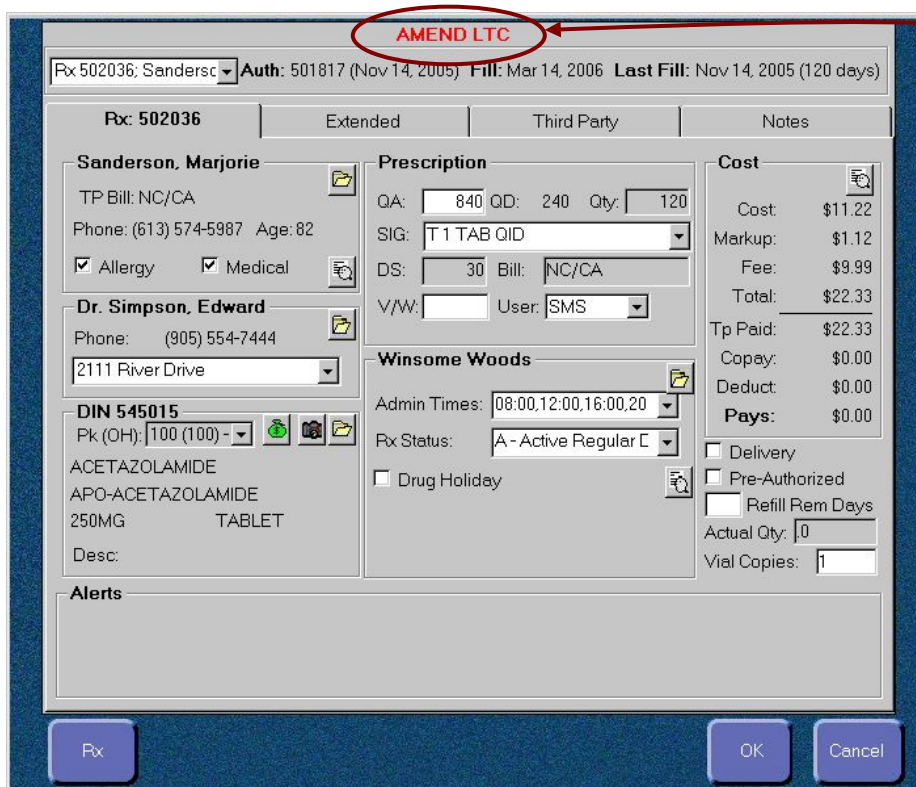 AMEND LTC
Rx 502036; Sandersc Auth: 501817 (Nov 14, 2005) Fill: Mar 14, 2006 Last Fill: Nov 14, 2005 (120 days)
Rx: 502036 Extended Third Party Notes
Sanderson, Marjorie
TP Bill: NC/CA
Phone: (613) 574-5987 Age: 82
Allergy Medical
Dr. Simpson, Edward
Phone: (905) 554-7444
2111 River Drive
DIN 545015
Pk (OH): 100 (100) -
ACETAZOLAMIDE
APO-ACETAZOLAMIDE
250MG TABLET
Desc:
Prescription
QA: 840 QD: 240 Qty: 120
SIG: T 1 TAB QID
DS: 30 Bill: NC/CA
V/W: User: SMS
Winsome Woods
Admin Times: 08:00,12:00,16:00,20
Rx Status: A - Active Regular D
Drug Holiday
Cost
Cost: $11.22
Markup: $1.12
Fee: $9.99
Total: $22.33
Tp Paid: $22.33
Copay: $0.00
Deduct: $0.00
Pays: $0.00
Delivery
Pre-Authorized
Refill Rem Days
Actual Qty: .0
Vial Copies: 1
Alerts
Rx OK Cancel